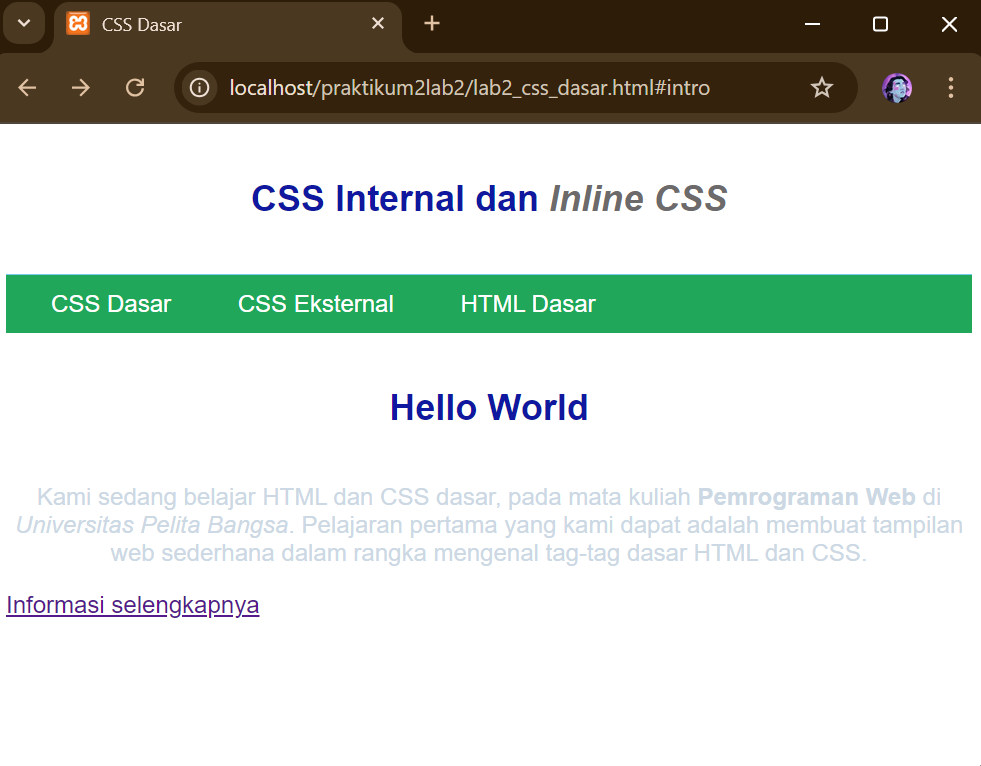 CSS Dasar
localhost/praktikum2lab2/lab2_css_dasar.html#intro
CSS Internal dan Inline CSS
CSS Dasar CSS Eksternal HTML Dasar
Hello World
Kami sedang belajar HTML dan CSS dasar, pada mata kuliah Pemrograman Web di
Universitas Pelita Bangsa. Pelajaran pertama yang kami dapat adalah membuat tampilan
web sederhana dalam rangka mengenal tag-tag dasar HTML dan CSS.
Informasi selengkapnya